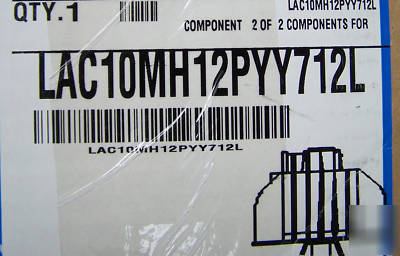 QTY.1
LAC10MH12PYY712L
COMPONENT 2 OF 2 COMPONENTS FOR
LAC10MH12PYY712L
LAC10MH12PYY712L